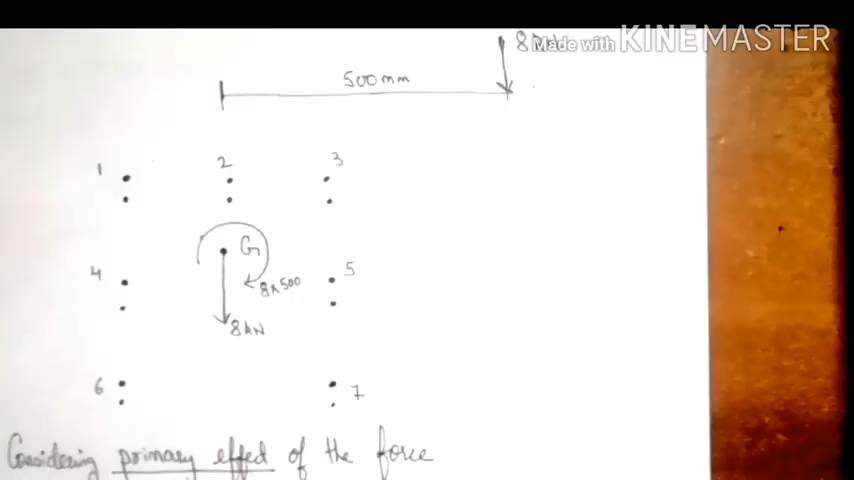 Made with KINEMASTER
500mm
1
2
3
G
4
5
8x500
8kN
6
7
Considering primary effect of the force